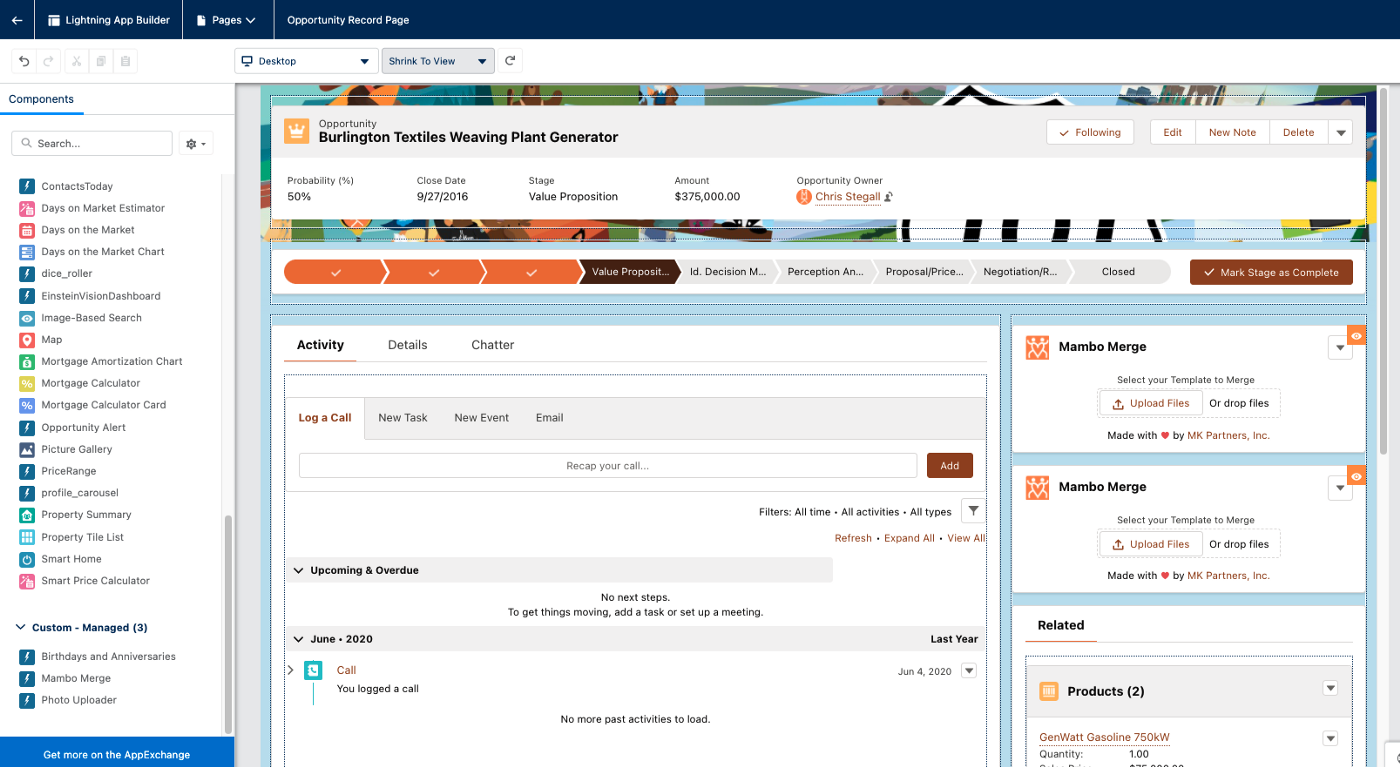 Lightning App Builder
Pages
Opportunity Record Page
Desktop
Shrink To View
Components
Search...
ContactsToday
Days on Market Estimator
Days on the Market
Days on the Market Chart
dice_roller
EinsteinVisionDashboard
Image-Based Search
Map
Mortgage Amortization Chart
Mortgage Calculator
Mortgage Calculator Card
Opportunity Alert
Picture Gallery
PriceRange
profile_carousel
Property Summary
Property Tile List
Smart Home
Smart Price Calculator
Custom - Managed (3)
Birthdays and Anniversaries
Mambo Merge
Photo Uploader
Get more on the AppExchange
Opportunity
Burlington Textiles Weaving Plant Generator
Following
Edit
New Note
Delete
Probability (%)
50%
Close Date
9/27/2016
Stage
Value Proposition
Amount
$375,000.00
Opportunity Owner
Chris Stegall
Value Proposit...
Id. Decision M...
Perception An...
Proposal/Price...
Negotiation/R...
Closed
Mark Stage as Complete
Activity
Details
Chatter
Log a Call
New Task
New Event
Email
Recap your call...
Add
Filters: All time • All activities • All types
Refresh • Expand All • View All
Upcoming & Overdue
No next steps.
To get things moving, add a task or set up a meeting.
June • 2020
Last Year
Call
Jun 4, 2020
You logged a call
No more past activities to load.
Mambo Merge
Select your Template to Merge
Upload Files
Or drop files
Made with ❤ by MK Partners, Inc.
Mambo Merge
Select your Template to Merge
Upload Files
Or drop files
Made with ❤ by MK Partners, Inc.
Related
Products (2)
GenWatt Gasoline 750kW
Quantity:
1.00